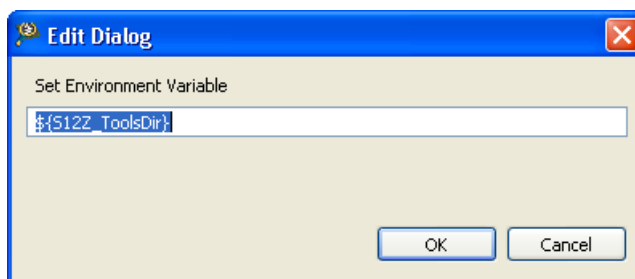 Edit Dialog
Set Environment Variable
${S12Z_ToolsDir}
OK Cancel